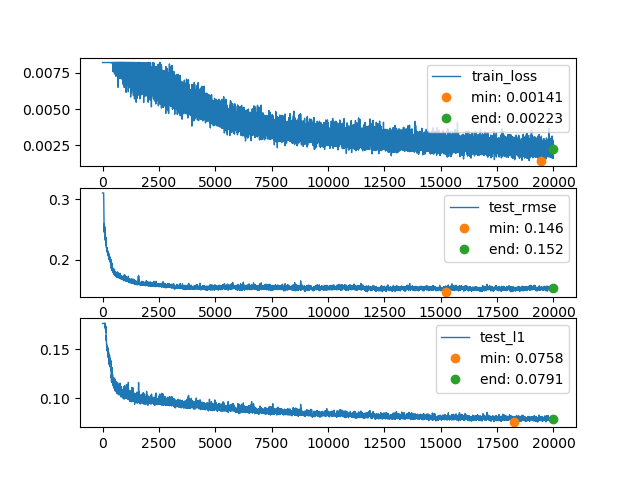 0.0075
0.0050
0.0025
train_loss
min: 0.00141
end: 0.00223
0 2500 5000 7500 10000 12500 15000 17500 20000
0.3
0.2
test_rmse
min: 0.146
end: 0.152
0 2500 5000 7500 10000 12500 15000 17500 20000
0.15
0.10
test_l1
min: 0.0758
end: 0.0791
0 2500 5000 7500 10000 12500 15000 17500 20000